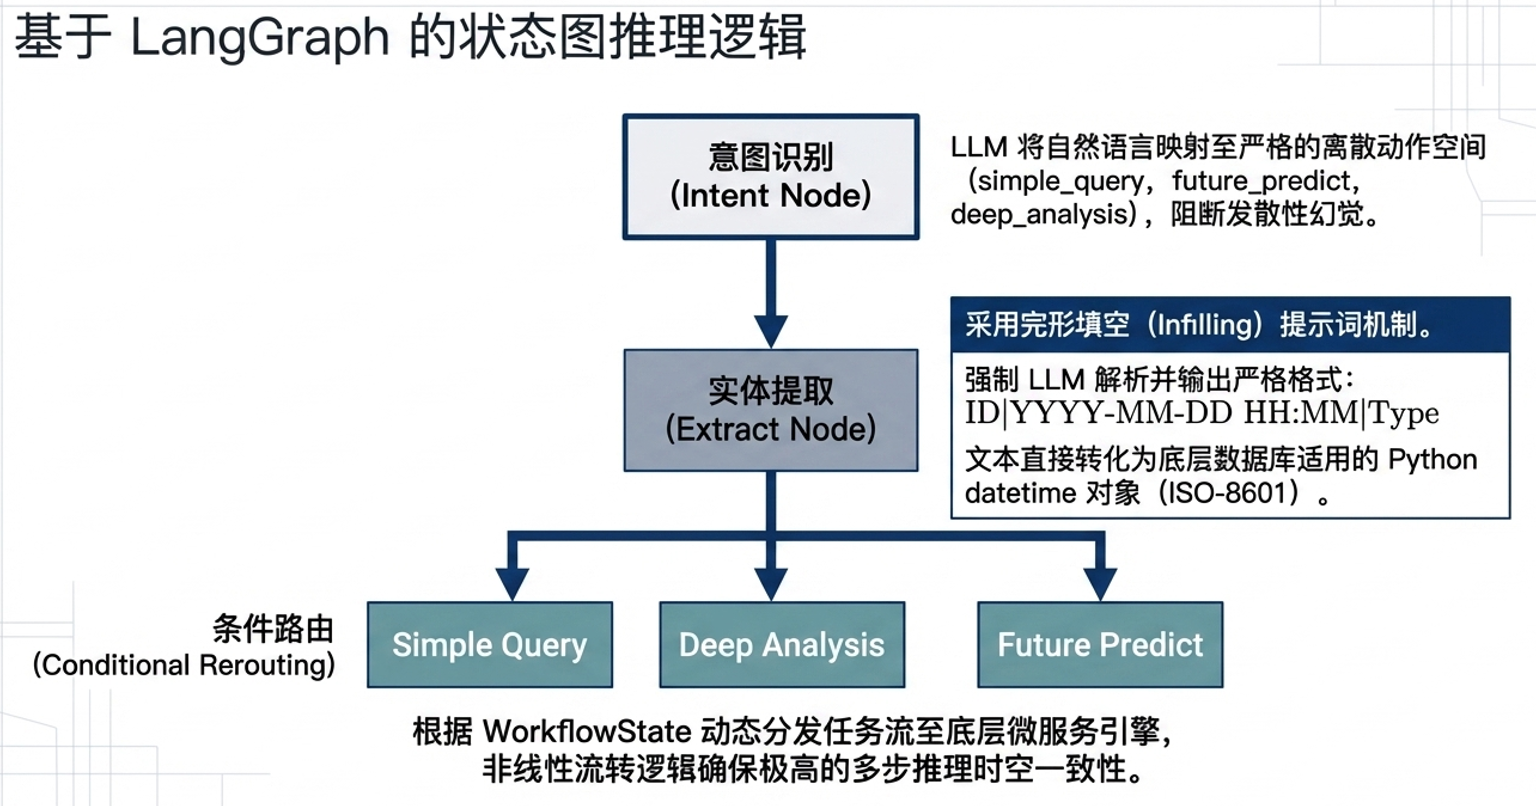 基于 LangGraph 的状态图推理逻辑
意图识别
(Intent Node)
LLM 将自然语言映射至严格的离散动作空间
（simple_query，future_predict，
deep_analysis），阻断发散性幻觉。
实体提取
(Extract Node)
采用完形填空（Infilling）提示词机制。
强制 LLM 解析并输出严格格式：
ID|YYYY-MM-DD HH:MM|Type
文本直接转化为底层数据库适用的 Python
datetime 对象（ISO-8601）。
条件路由
(Conditional Rerouting)
Simple Query
Deep Analysis
Future Predict
根据 WorkflowState 动态分发任务流至底层微服务引擎，
非线性流转逻辑确保极高的多步推理时空一致性。